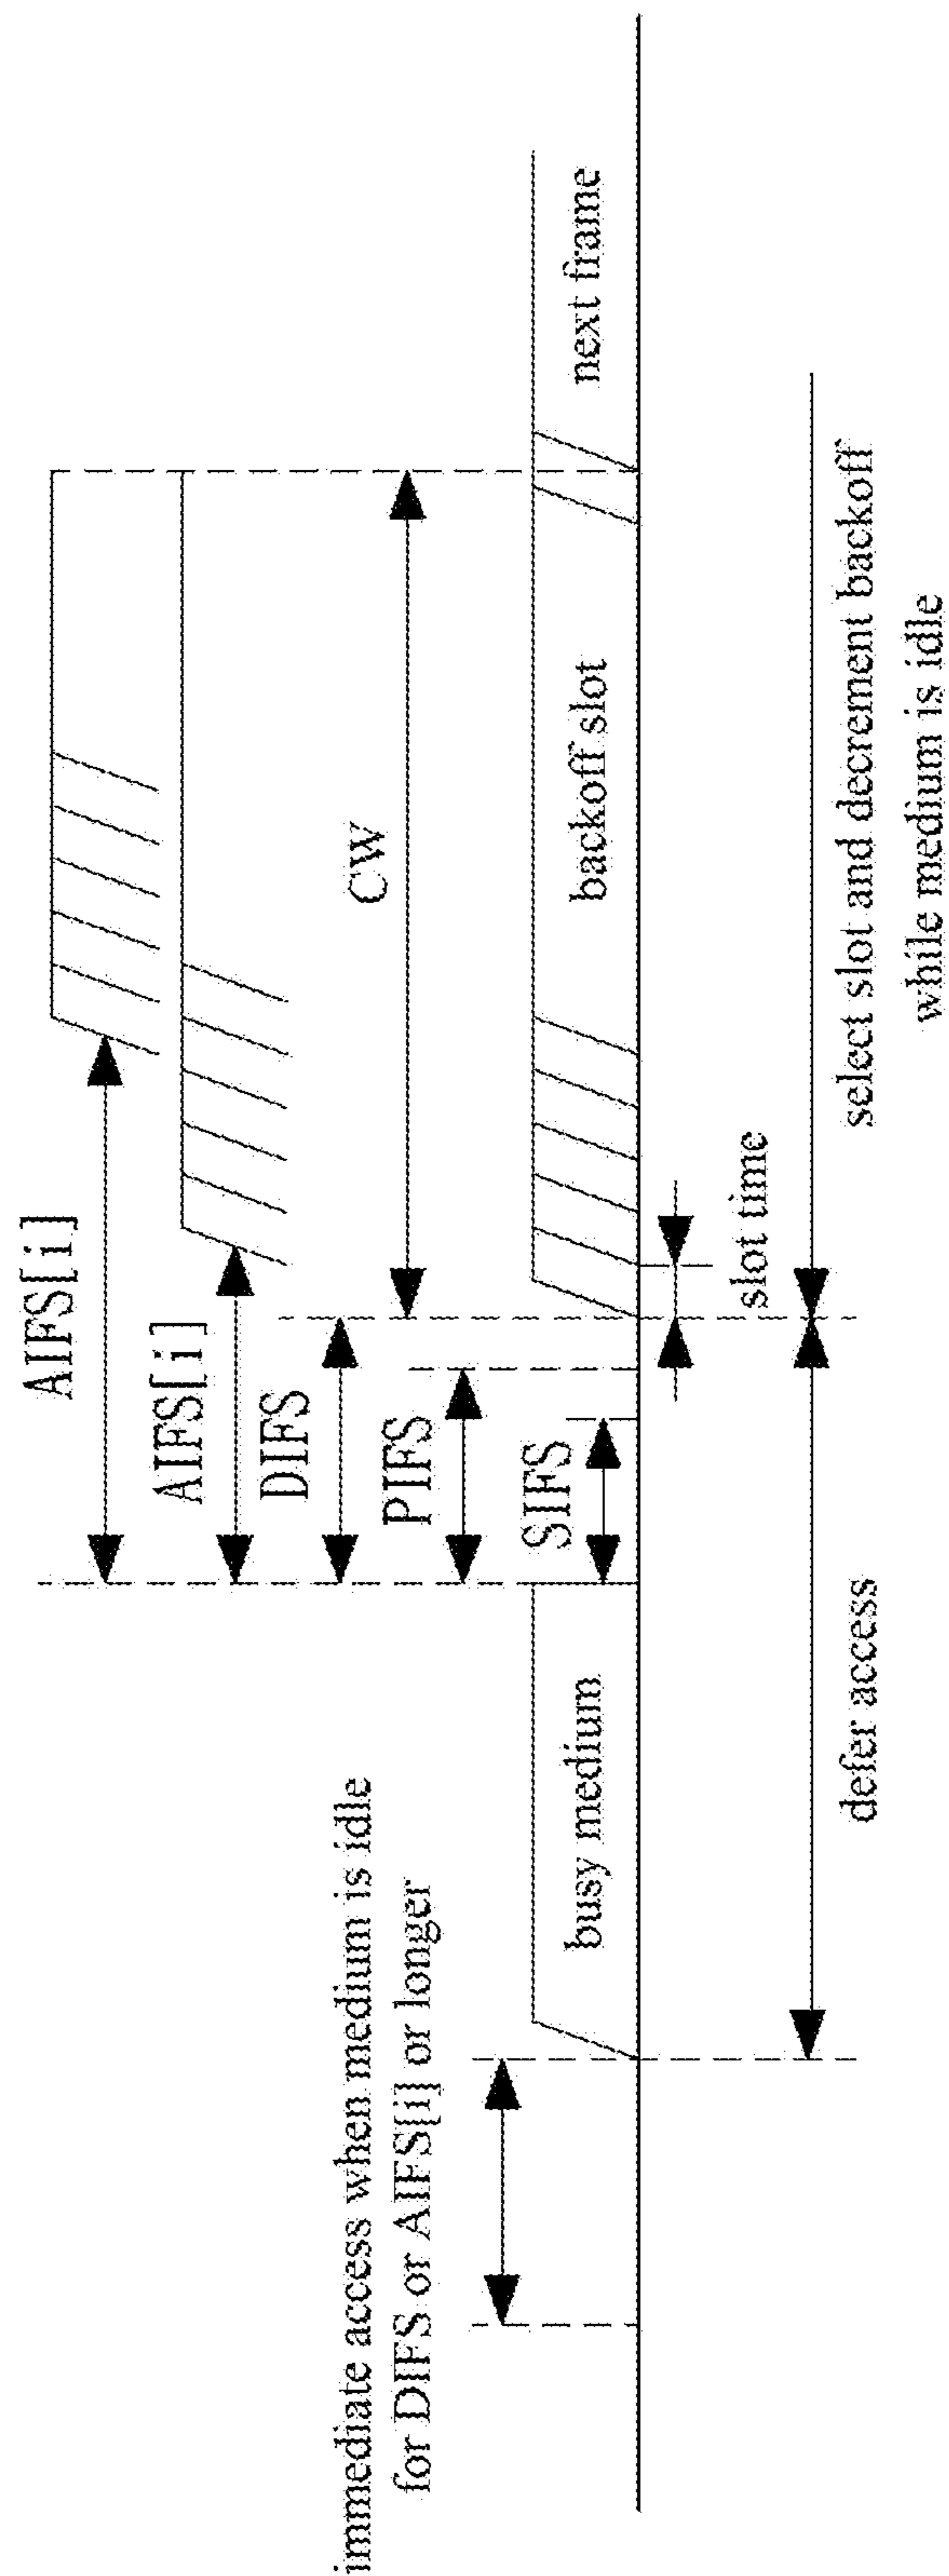 AIFS[i]
AIFS[i]
DIFS
immediate access when medium is idle
for DIFS or AIFS[i] or longer
PIFS
CW
SIFS
busy medium
backoff slot
next frame
slot time
defer access
select slot and decrement backoff
while medium is idle